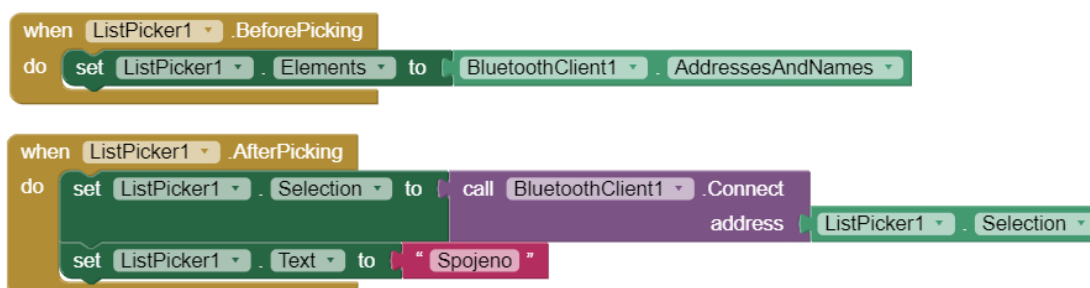 when ListPicker1 .BeforePicking
do set ListPicker1 . Elements to BluetoothClient1 . AddressesAndNames
when ListPicker1 .AfterPicking
do set ListPicker1 . Selection to call BluetoothClient1 .Connect
address ListPicker1 . Selection
set ListPicker1 . Text to “ Spojeno ”